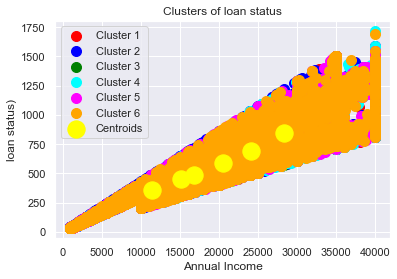 Clusters of loan status
1750
1500
1250
1000
750
500
250
0
loan status)
Cluster 1
Cluster 2
Cluster 3
Cluster 4
Cluster 5
Cluster 6
Centroids
0 5000 10000 15000 20000 25000 30000 35000 40000
Annual Income